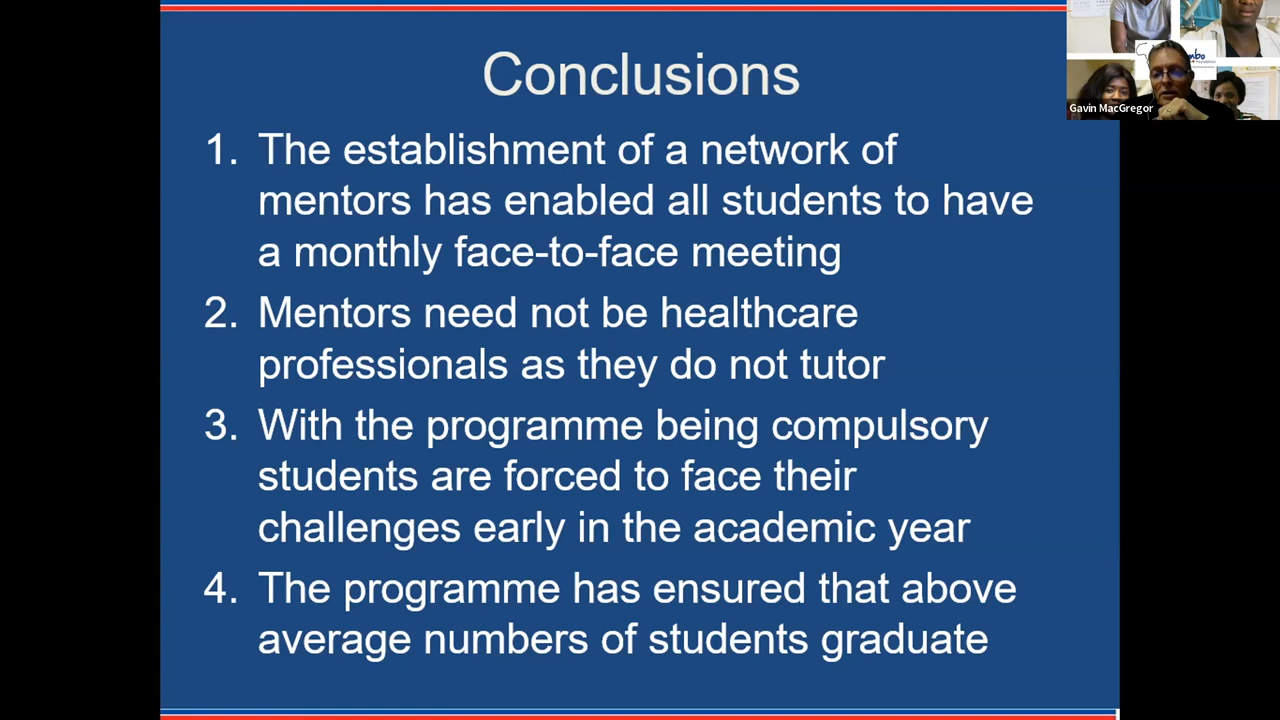 Conclusions
1. The establishment of a network of
mentors has enabled all students to have
a monthly face-to-face meeting
2. Mentors need not be healthcare
professionals as they do not tutor
3. With the programme being compulsory
students are forced to face their
challenges early in the academic year
4. The programme has ensured that above
average numbers of students graduate
Gavin MacGregor